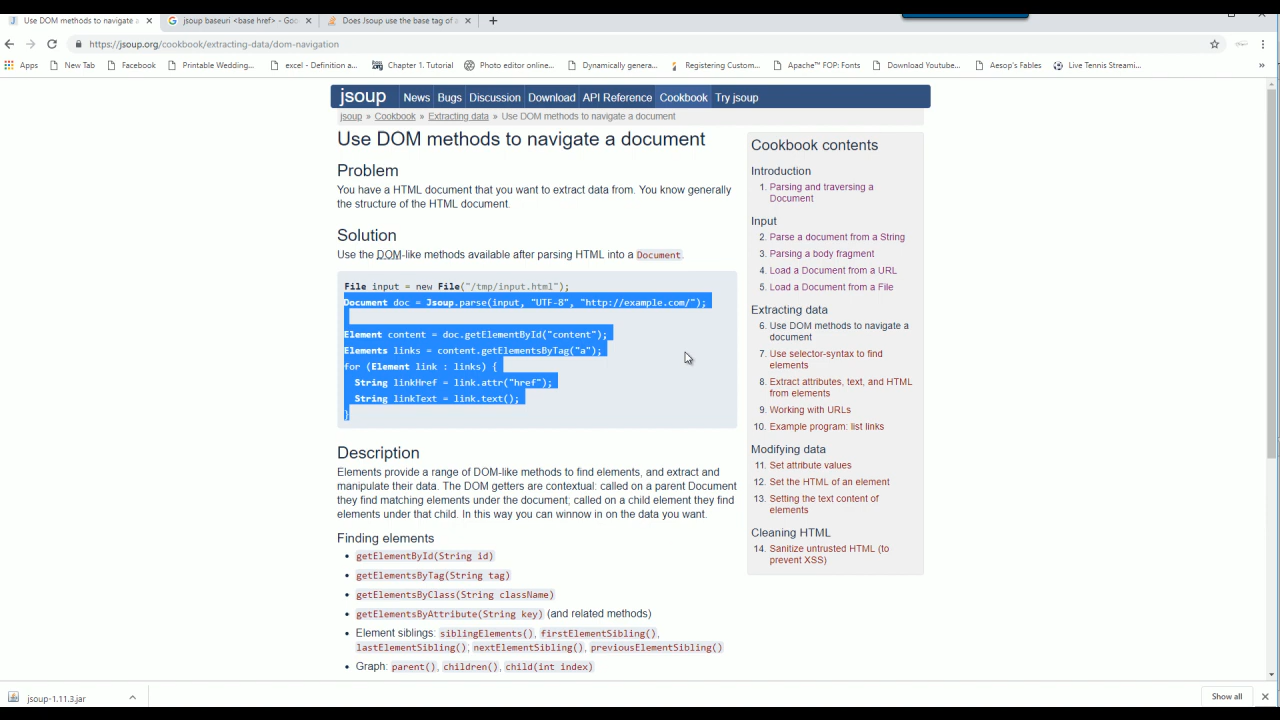 Use DOM methods to navigate a
jsoup baseuri <base href> - Goo
Does Jsoup use the base tag of a
https://jsoup.org/cookbook/extracting-data/dom-navigation
Apps
New Tab
Facebook
Printable Wedding...
excel - Definition a...
Chapter 1. Tutorial
Photo editor online...
Dynamically genera...
Registering Custom...
Apache™ FOP: Fonts
Download Youtube...
Aesop's Fables
Live Tennis Streami...
jsoup News Bugs Discussion Download API Reference Cookbook Try jsoup
jsoup » Cookbook » Extracting data » Use DOM methods to navigate a document
Use DOM methods to navigate a document
Problem
You have a HTML document that you want to extract data from. You know generally
the structure of the HTML document.
Solution
Use the DOM-like methods available after parsing HTML into a Document.
File input = new File("/tmp/input.html");
Document doc = Jsoup.parse(input, "UTF-8", "http://example.com/");
Element content = doc.getElementById("content");
Elements links = content.getElementsByTag("a");
for (Element link : links) {
String linkHref = link.attr("href");
String linkText = link.text();
}
Description
Elements provide a range of DOM-like methods to find elements, and extract and
manipulate their data. The DOM getters are contextual: called on a parent Document
they find matching elements under the document; called on a child element they find
elements under that child. In this way you can winnow in on the data you want.
Finding elements
• getElementById(String id)
• getElementsByTag(String tag)
• getElementsByClass(String className)
• getElementsByAttribute(String key) (and related methods)
• Element siblings: siblingElements(), firstElementSibling(),
lastElementSibling(), nextElementSibling(), previousElementSibling()
• Graph: parent(), children(), child(int index)
Cookbook contents
Introduction
1. Parsing and traversing a
Document
Input
2. Parse a document from a String
3. Parsing a body fragment
4. Load a Document from a URL
5. Load a Document from a File
Extracting data
6. Use DOM methods to navigate a
document
7. Use selector-syntax to find
elements
8. Extract attributes, text, and HTML
from elements
9. Working with URLs
10. Example program: list links
Modifying data
11. Set attribute values
12. Set the HTML of an element
13. Setting the text content of
elements
Cleaning HTML
14. Sanitize untrusted HTML (to
prevent XSS)
jsoup-1.11.3.jar
Show all